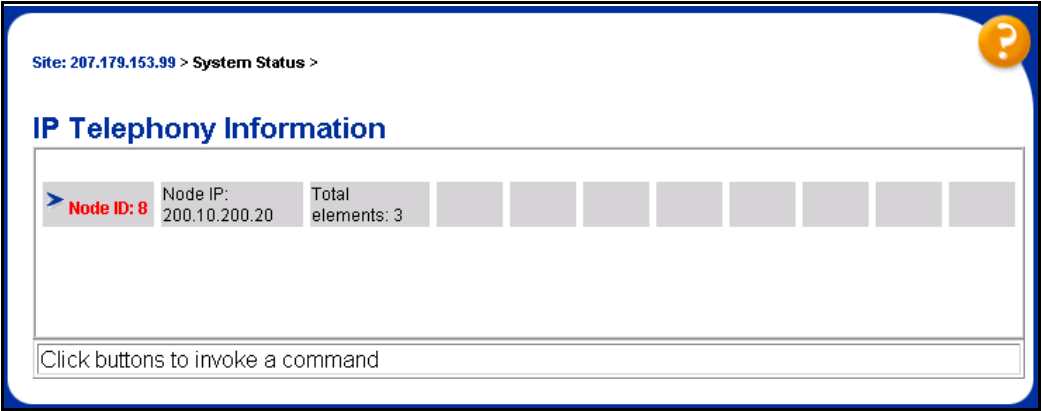 ?
Site: 207.179.153.99 > System Status >
IP Telephony Information
Node ID: 8
Node IP:
200.10.200.20
Total
elements: 3
Click buttons to invoke a command